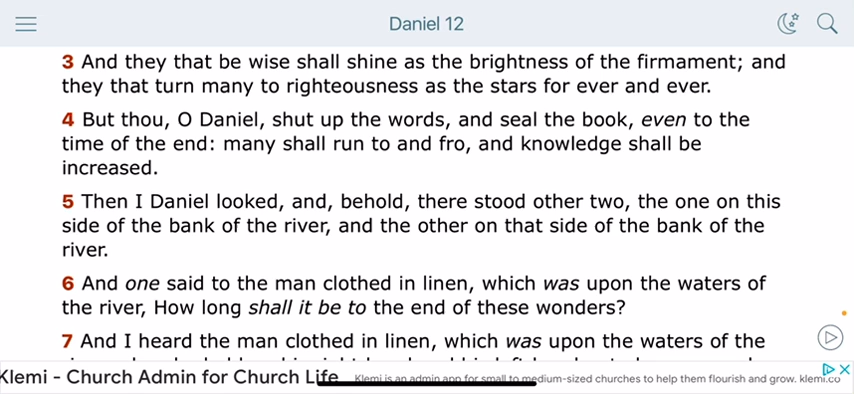 Daniel 12
3 And they that be wise shall shine as the brightness of the firmament; and
they that turn many to righteousness as the stars for ever and ever.
4 But thou, O Daniel, shut up the words, and seal the book, even to the
time of the end: many shall run to and fro, and knowledge shall be
increased.
5 Then I Daniel looked, and, behold, there stood other two, the one on this
side of the bank of the river, and the other on that side of the bank of the
river.
6 And one said to the man clothed in linen, which was upon the waters of
the river, How long shall it be to the end of these wonders?
7 And I heard the man clothed in linen, which was upon the waters of the
Klemi - Church Admin for Church Life
Klemi is an admin app for small to medium-sized churches to help them flourish and grow. klemi.co